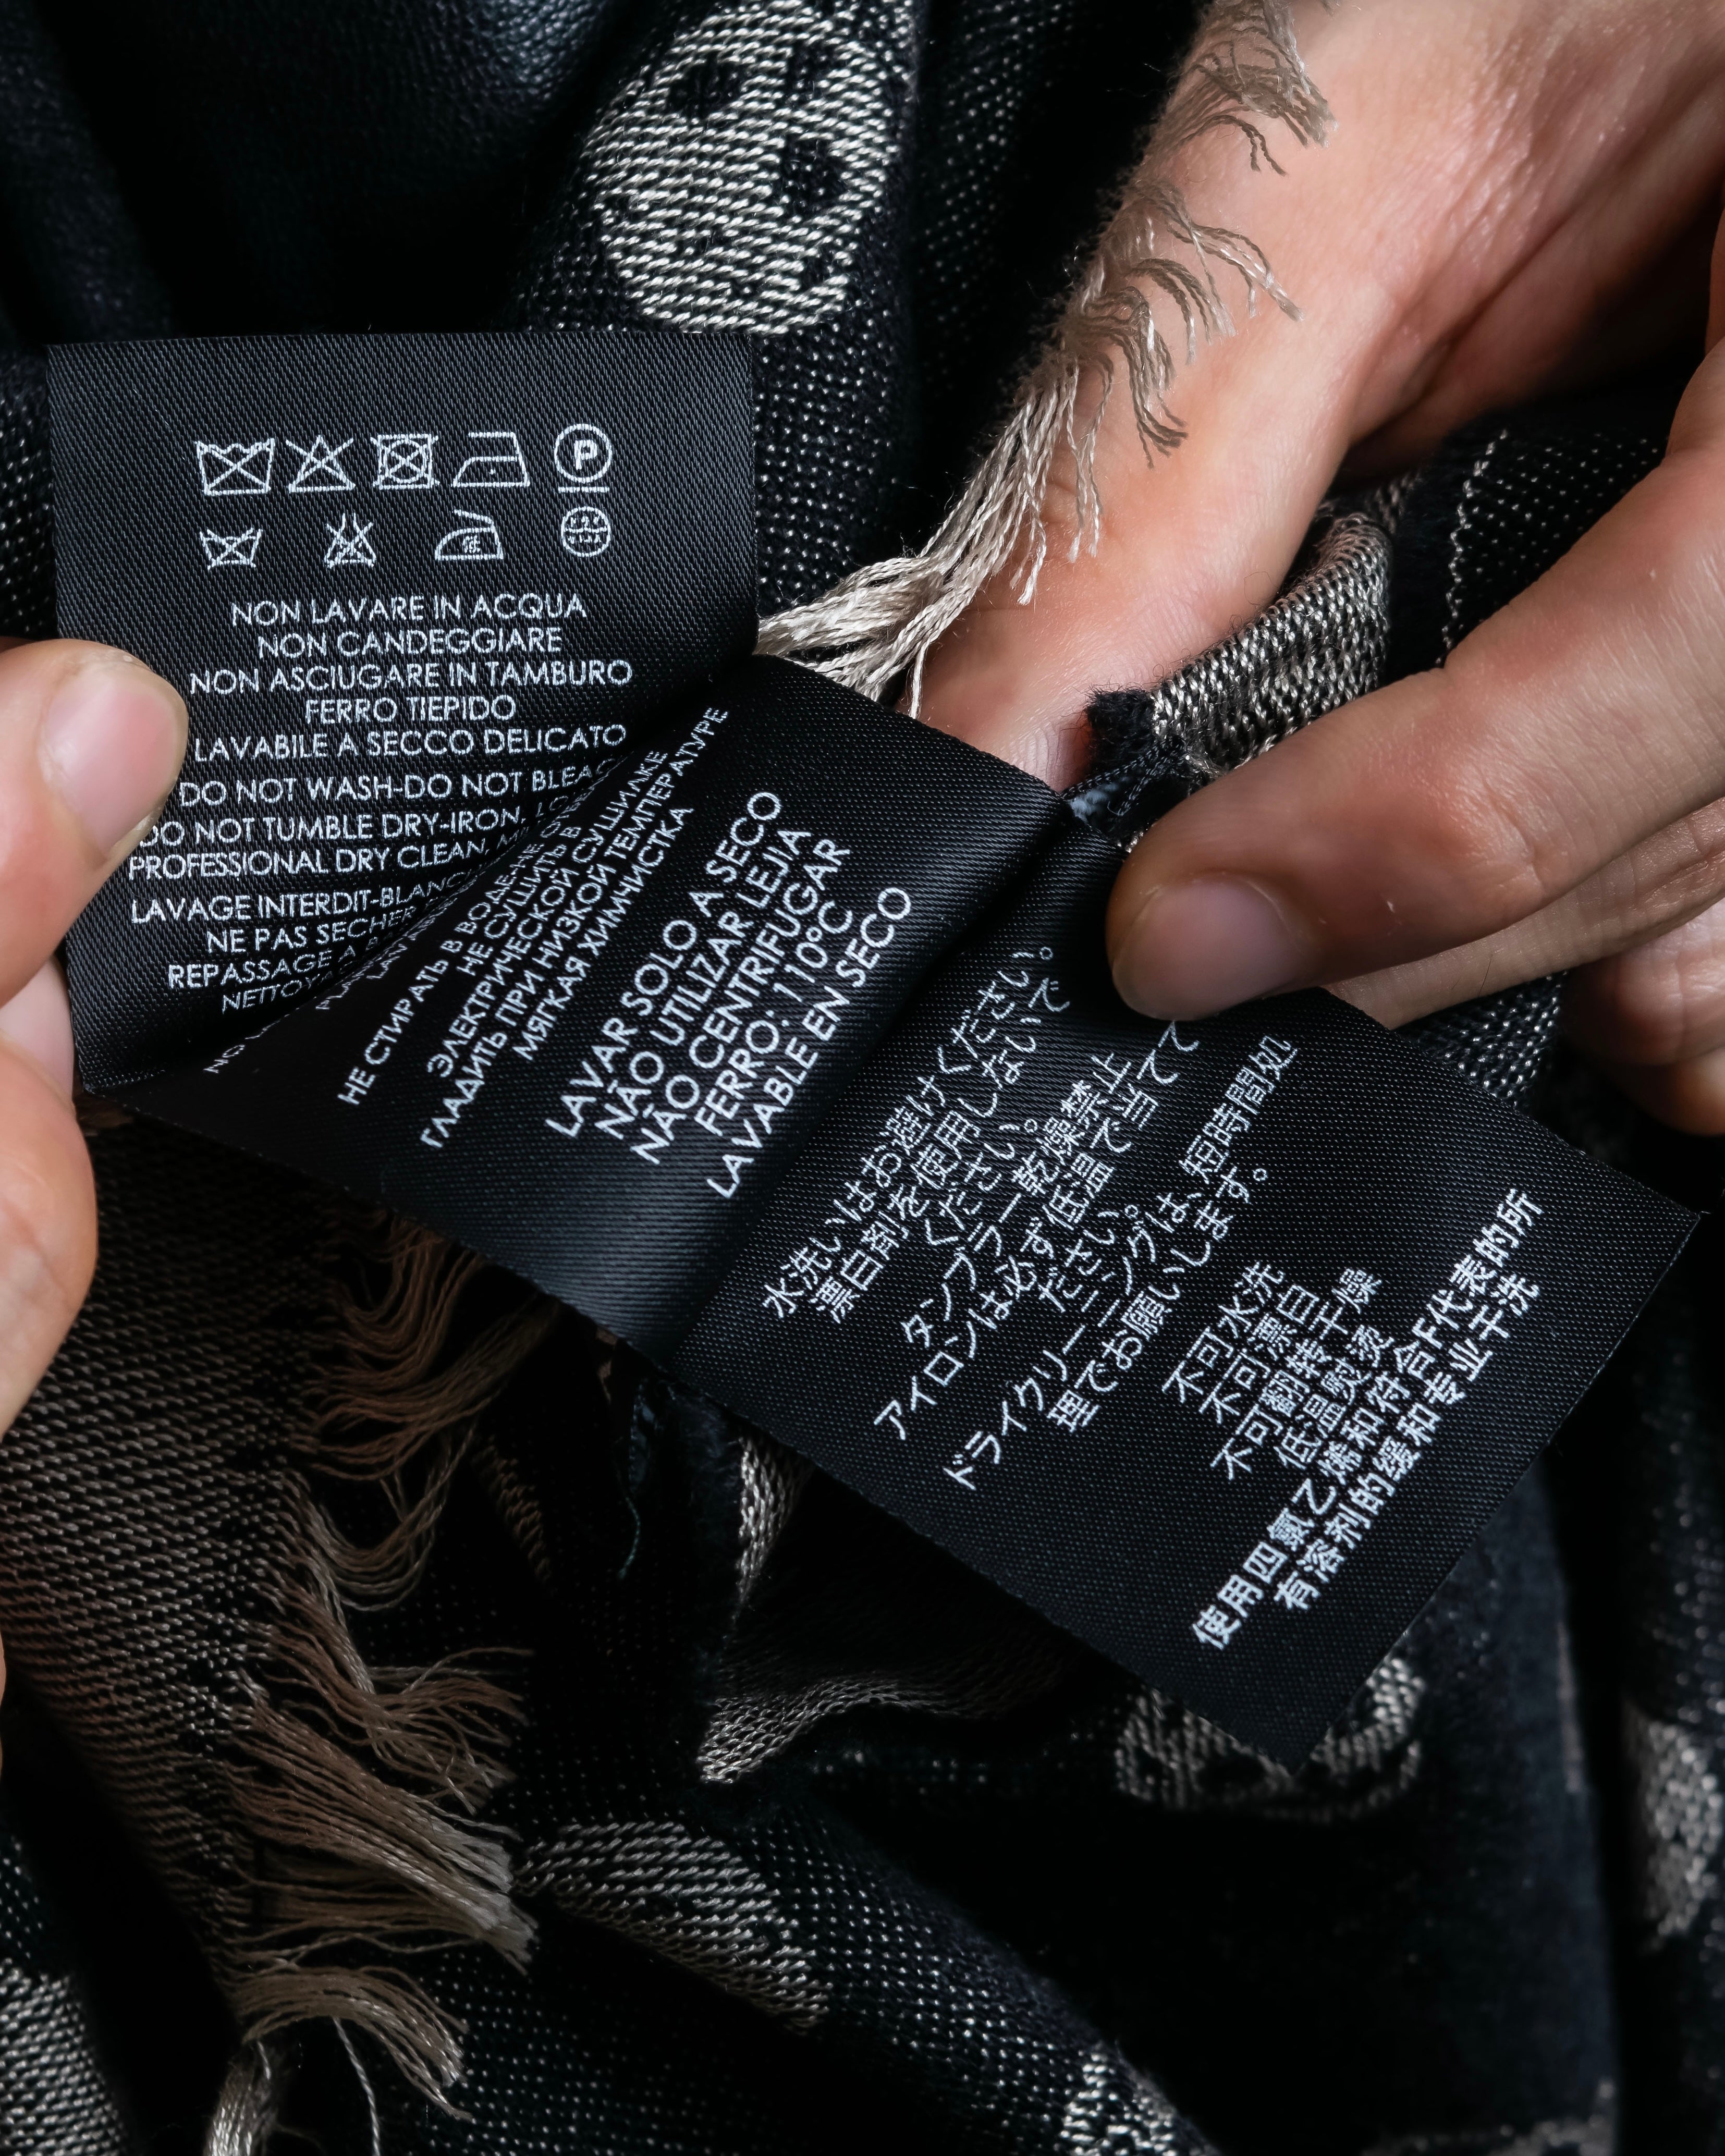 P
NON LAVARE IN ACQUA
NON CANDEGGIARE
NON ASCIUGARE IN TAMBURO
FERRO TIEPIDO
LAVABILE A SECCO DELICATO
DO NOT WASH-DO NOT BLEAC
DO NOT TUMBLE DRY-IRON,
PROFESSIONAL DRY CLEAN,
LAVAGE INTERDIT-BLANC
NE PAS SECHER
REPASSAGE A
NETTOY
НЕ СТИРАТЬ В ВОДЕ-НЕ
НЕ СУШИТЬ В
ЭЛЕКТРИЧЕСКОЙ СУШИЛКЕ
ГЛАДИТЬ ПРИ НИЗКОЙ ТЕМПЕРАТУРЕ
МЯГКАЯ ХИМЧИСТКА
LAVAR SOLO A SECO
NÃO UTILIZAR LEJIA
NÃO CENTRIFUGAR
FERRO: 110°C
LAVABLE EN SECO
水洗いはお避けください。
漂白剤を使用しないで
ください。
タンブラー乾燥禁止
アイロンは必ず低温で当てて
ださい。
ドライクリーニングは、短時間処
理でお願いします。
不可水洗
不可漂白
不可翻转干燥
低温熨烫
使用四氯乙烯和符合F代表的所
有溶剂的缓和专业干洗